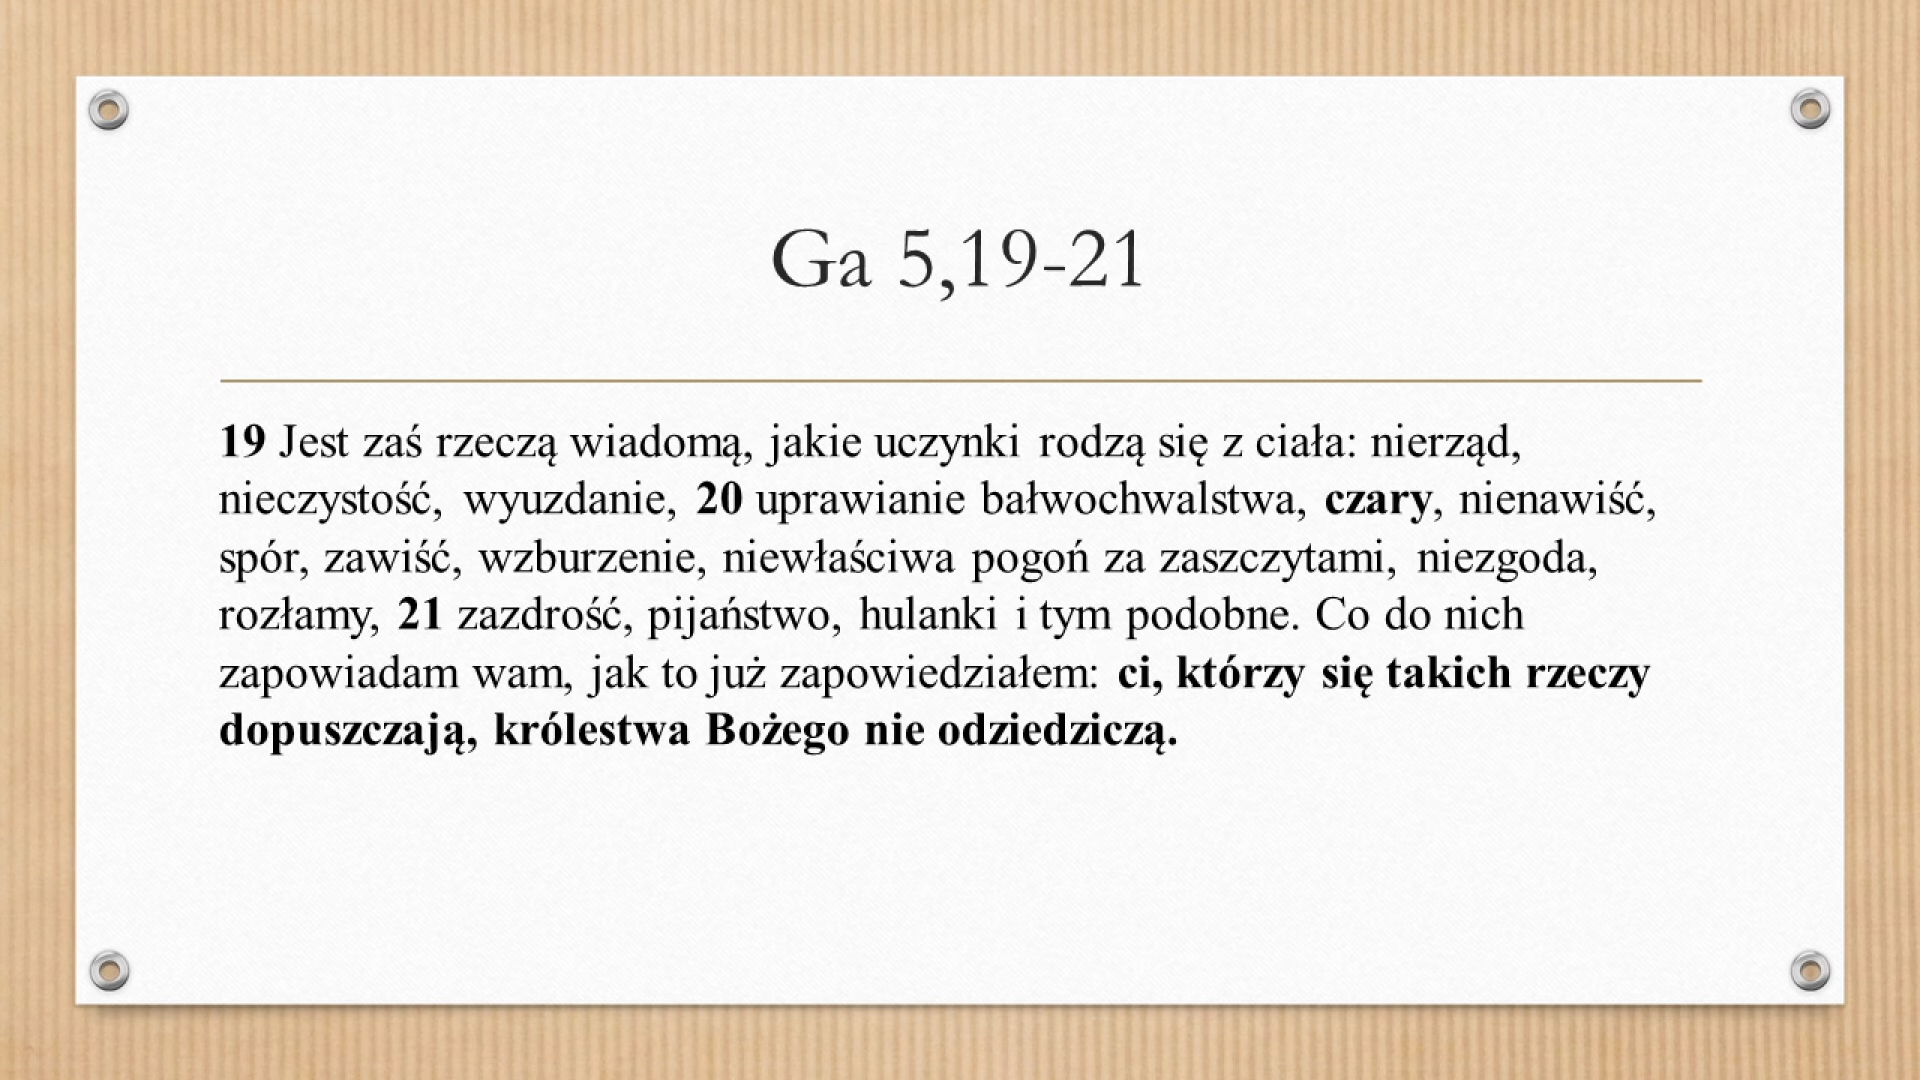 Ga 5,19-21
19 Jest zaś rzeczą wiadomą, jakie uczynki rodzą się z ciała: nierząd,
nieczystość, wyuzdanie, 20 uprawianie bałwochwalstwa, czary, nienawiść,
spór, zawiść, wzburzenie, niewłaściwa pogoń za zaszczytami, niezgoda,
rozłamy, 21 zazdrość, pijaństwo, hulanki i tym podobne. Co do nich
zapowiadam wam, jak to już zapowiedziałem: ci, którzy się takich rzeczy
dopuszczają, królestwa Bożego nie odziedziczą.